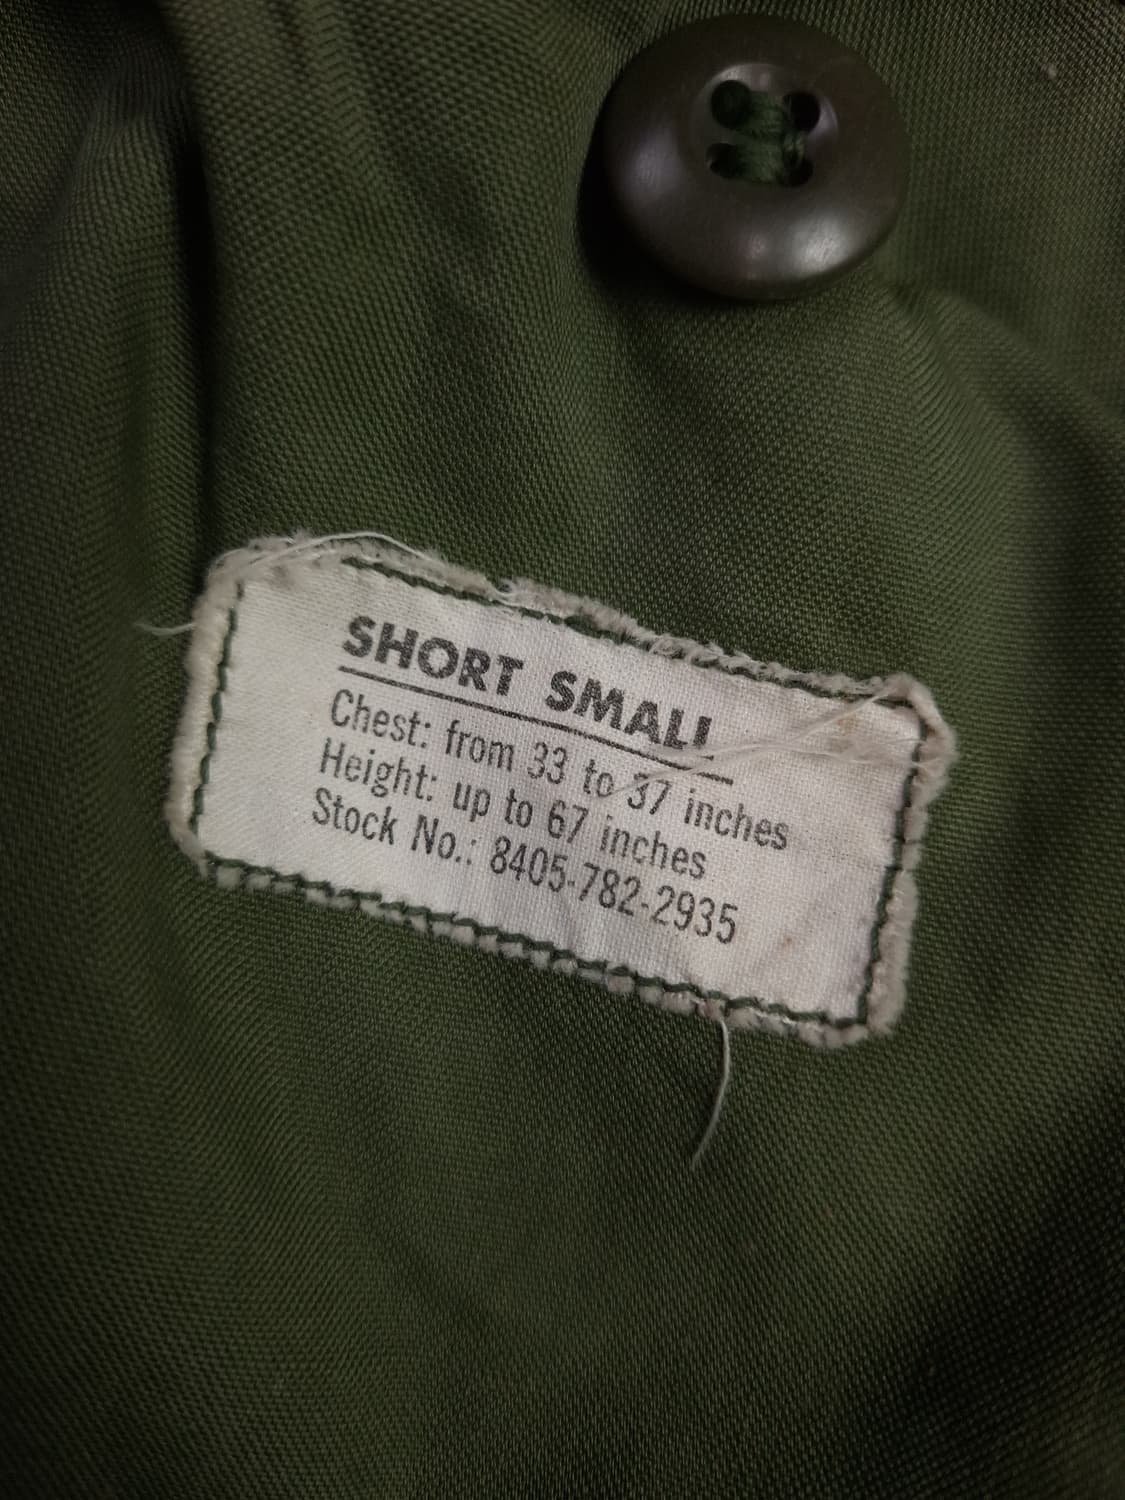 SHORT SMALL
Chest: from 33 to 37 inches
Height: up to 67 inches
Stock No.: 8405-782-2935